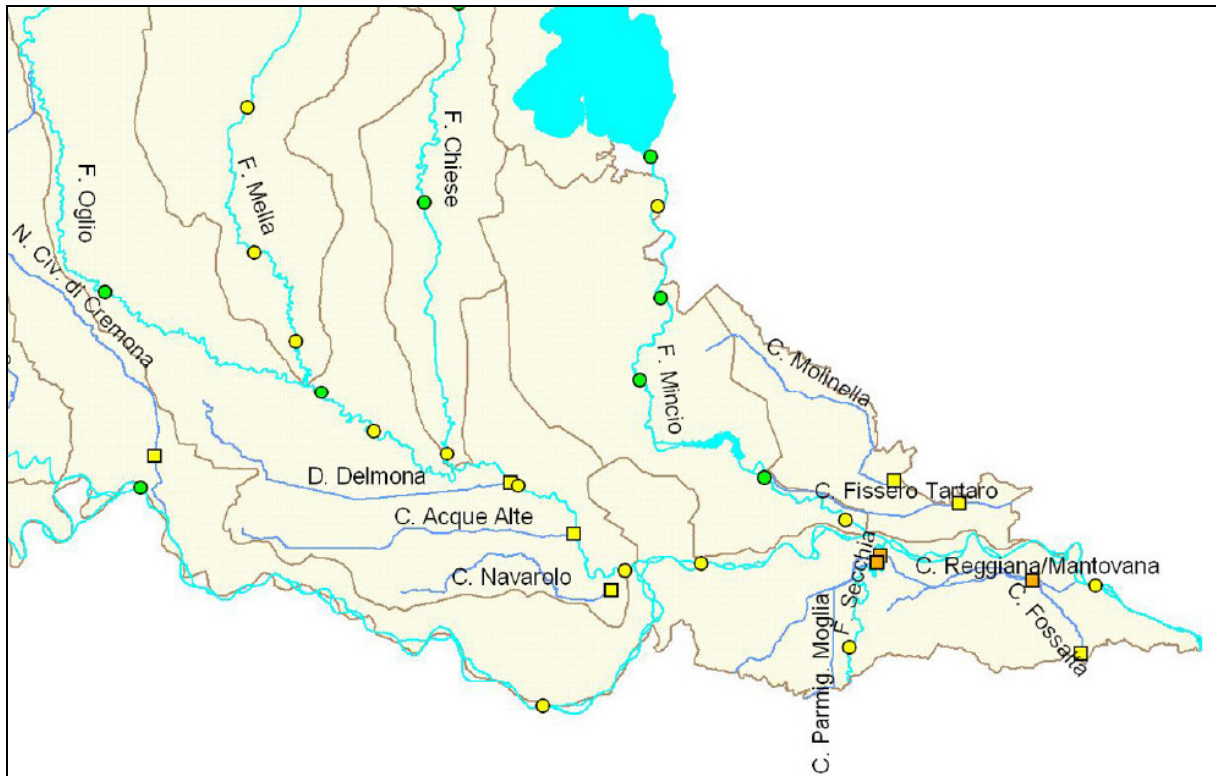 F. Oglio
F. Mella
F. Chiese
N. Civ. di Cremona
F. Mincio
C. Molinella
D. Delmona
C. Fissero Tartaro
C. Acque Alte
C. Navarolo
F. Secchia
C. Reggiana/Mantovana
C. Fossalta
C. Parmig. Moglia